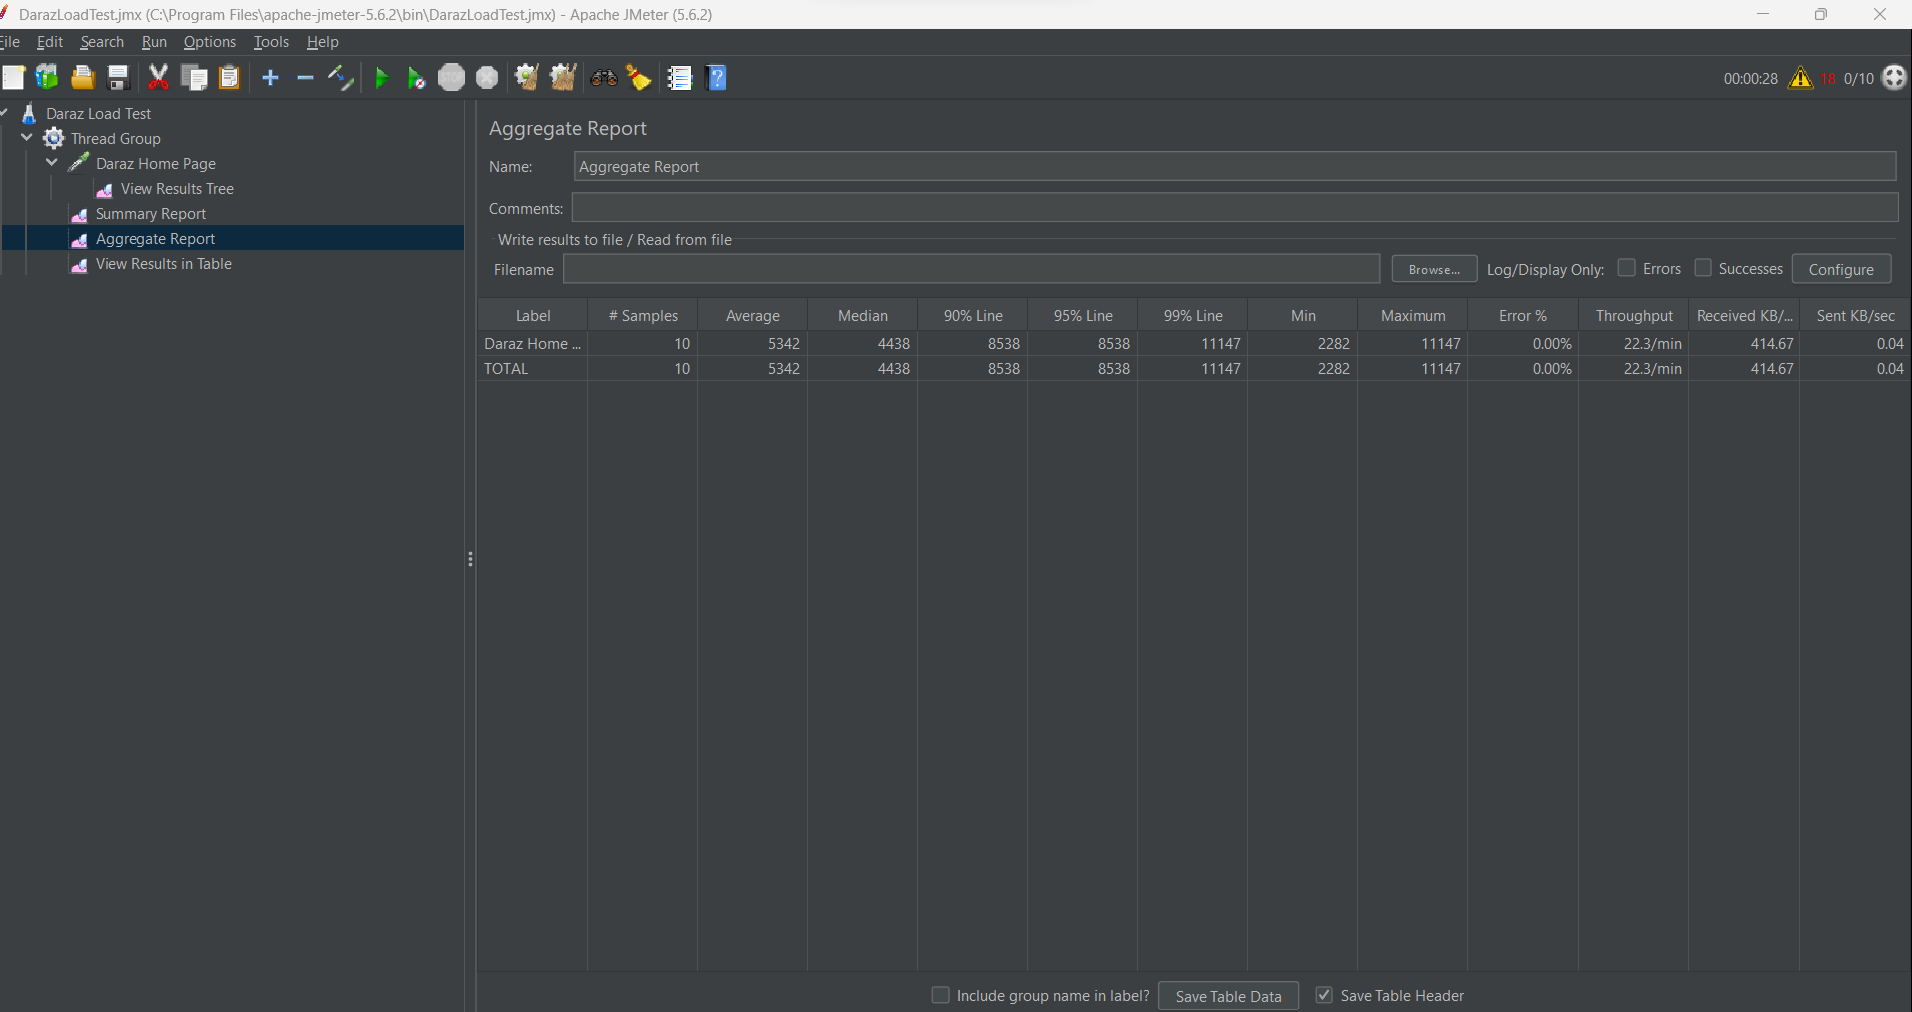 DarazLoadTest.jmx (C:\Program Files\apache-jmeter-5.6.2\bin\DarazLoadTest.jmx) - Apache JMeter (5.6.2)
File Edit Search Run Options Tools Help
STOP
00:00:28 18 0/10
Daraz Load Test
Thread Group
Daraz Home Page
View Results Tree
Summary Report
Aggregate Report
View Results in Table
Aggregate Report
Name: Aggregate Report
Comments:
Write results to file / Read from file
Filename Browse... Log/Display Only: Errors Successes Configure
Label # Samples Average Median 90% Line 95% Line 99% Line Min Maximum Error % Throughput Received KB/... Sent KB/sec
Daraz Home ... 10 5342 4438 8538 8538 11147 2282 11147 0.00% 22.3/min 414.67 0.04
TOTAL 10 5342 4438 8538 8538 11147 2282 11147 0.00% 22.3/min 414.67 0.04
Include group name in label? Save Table Data Save Table Header